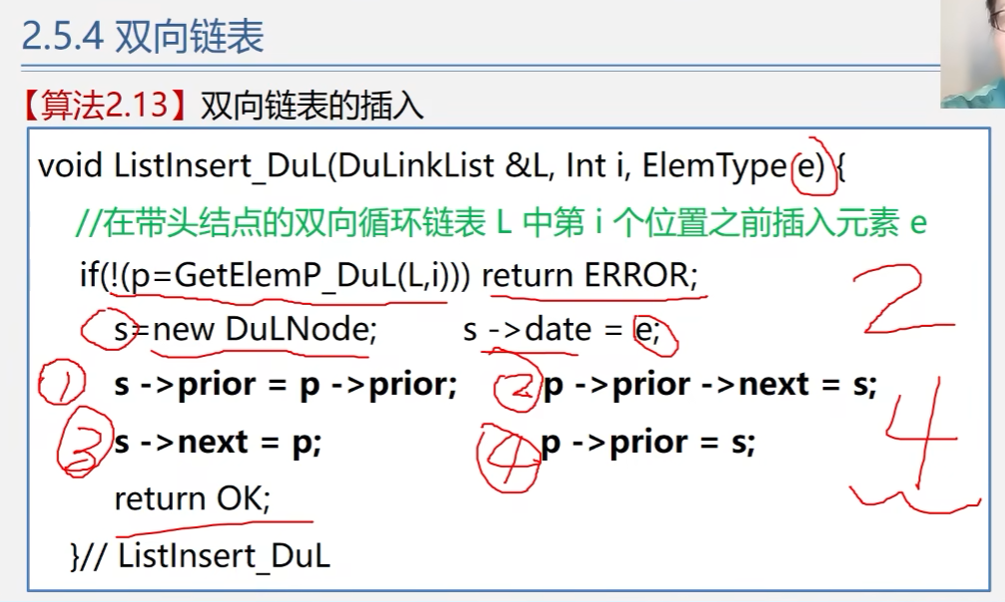 2.5.4 双向链表
【算法2.13】双向链表的插入
void ListInsert_DuL(DuLinkList &L, Int i, ElemType e) {
//在带头结点的双向循环链表 L 中第 i 个位置之前插入元素 e
if(!(p=GetElemP_DuL(L,i))) return ERROR;
2
s=new DuLNode; s ->date = e;
① s ->prior = p ->prior; ② p ->prior ->next = s;
③ s ->next = p; ④ p ->prior = s;
4
return OK;
}// ListInsert_DuL